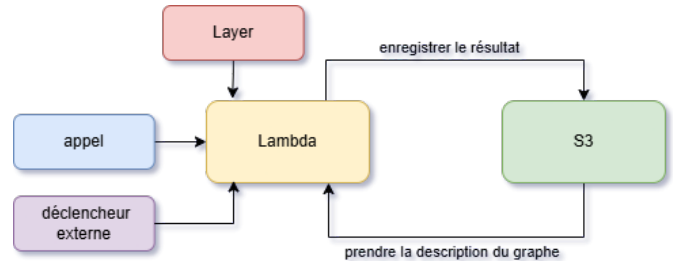 Layer
enregistrer le résultat
appel
Lambda
S3
déclencheur
externe
prendre la description du graphe